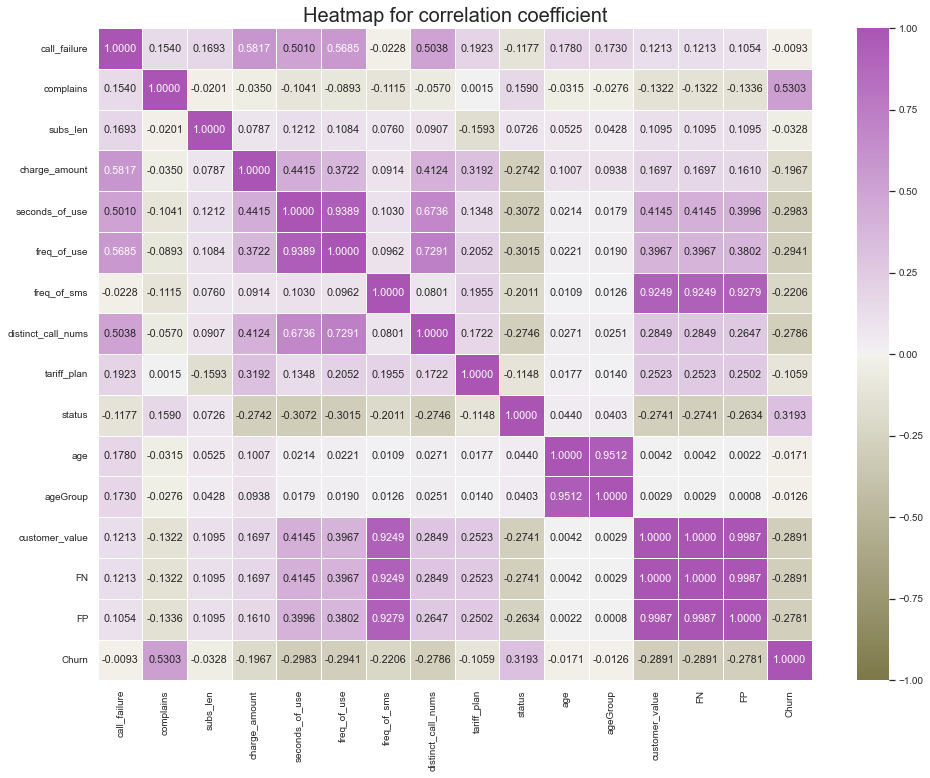 Heatmap for correlation coefficient
call_failure 1.0000 0.1540 0.1693 0.5817 0.5010 0.5685 -0.0228 0.5038 0.1923 -0.1177 0.1780 0.1730 0.1213 0.1213 0.1054 -0.0093
complains 0.1540 1.0000 -0.0201 -0.0350 -0.1041 -0.0893 -0.1115 -0.0570 0.0015 0.1590 -0.0315 -0.0276 -0.1322 -0.1322 -0.1336 0.5303
subs_len 0.1693 -0.0201 1.0000 0.0787 0.1212 0.1084 0.0760 0.0907 -0.1593 0.0726 0.0525 0.0428 0.1095 0.1095 0.1095 -0.0328
charge_amount 0.5817 -0.0350 0.0787 1.0000 0.4415 0.3722 0.0914 0.4124 0.3192 -0.2742 0.1007 0.0938 0.1697 0.1697 0.1610 -0.1967
seconds_of_use 0.5010 -0.1041 0.1212 0.4415 1.0000 0.9389 0.1030 0.6736 0.1348 -0.3072 0.0214 0.0179 0.4145 0.4145 0.3996 -0.2983
freq_of_use 0.5685 -0.0893 0.1084 0.3722 0.9389 1.0000 0.0962 0.7291 0.2052 -0.3015 0.0221 0.0190 0.3967 0.3967 0.3802 -0.2941
freq_of_sms -0.0228 -0.1115 0.0760 0.0914 0.1030 0.0962 1.0000 0.0801 0.1955 -0.2011 0.0109 0.0126 0.9249 0.9249 0.9279 -0.2206
distinct_call_nums 0.5038 -0.0570 0.0907 0.4124 0.6736 0.7291 0.0801 1.0000 0.1722 -0.2746 0.0271 0.0251 0.2849 0.2849 0.2647 -0.2786
tariff_plan 0.1923 0.0015 -0.1593 0.3192 0.1348 0.2052 0.1955 0.1722 1.0000 -0.1148 0.0177 0.0140 0.2523 0.2523 0.2502 -0.1059
status -0.1177 0.1590 0.0726 -0.2742 -0.3072 -0.3015 -0.2011 -0.2746 -0.1148 1.0000 0.0440 0.0403 -0.2741 -0.2741 -0.2634 0.3193
age 0.1780 -0.0315 0.0525 0.1007 0.0214 0.0221 0.0109 0.0271 0.0177 0.0440 1.0000 0.9512 0.0042 0.0042 0.0022 -0.0171
ageGroup 0.1730 -0.0276 0.0428 0.0938 0.0179 0.0190 0.0126 0.0251 0.0140 0.0403 0.9512 1.0000 0.0029 0.0029 0.0008 -0.0126
customer_value 0.1213 -0.1322 0.1095 0.1697 0.4145 0.3967 0.9249 0.2849 0.2523 -0.2741 0.0042 0.0029 1.0000 1.0000 0.9987 -0.2891
FN 0.1213 -0.1322 0.1095 0.1697 0.4145 0.3967 0.9249 0.2849 0.2523 -0.2741 0.0042 0.0029 1.0000 1.0000 0.9987 -0.2891
FP 0.1054 -0.1336 0.1095 0.1610 0.3996 0.3802 0.9279 0.2647 0.2502 -0.2634 0.0022 0.0008 0.9987 0.9987 1.0000 -0.2781
Churn -0.0093 0.5303 -0.0328 -0.1967 -0.2983 -0.2941 -0.2206 -0.2786 -0.1059 0.3193 -0.0171 -0.0126 -0.2891 -0.2891 -0.2781 1.0000
call_failure
complains
subs_len
charge_amount
seconds_of_use
freq_of_use
freq_of_sms
distinct_call_nums
tariff_plan
status
age
ageGroup
customer_value
FN
FP
Churn
1.00
0.75
0.50
0.25
0.00
−0.25
−0.50
−0.75
−1.00